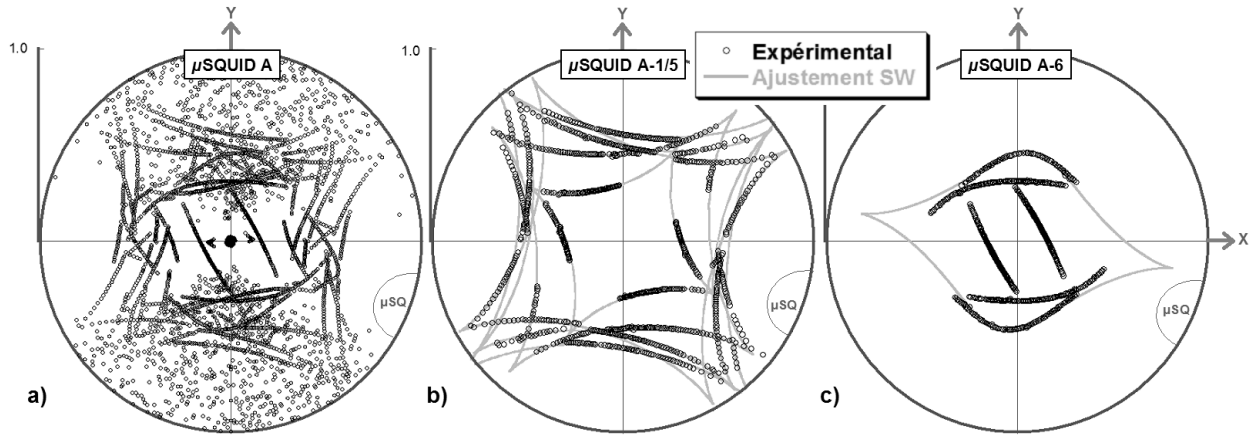 Y
1.0
µSQUID A
µSQ
a)
Y
1.0
µSQUID A-1/5
µSQ
b)
Expérimental
Ajustement SW
Y
µSQUID A-6
X
µSQ
c)